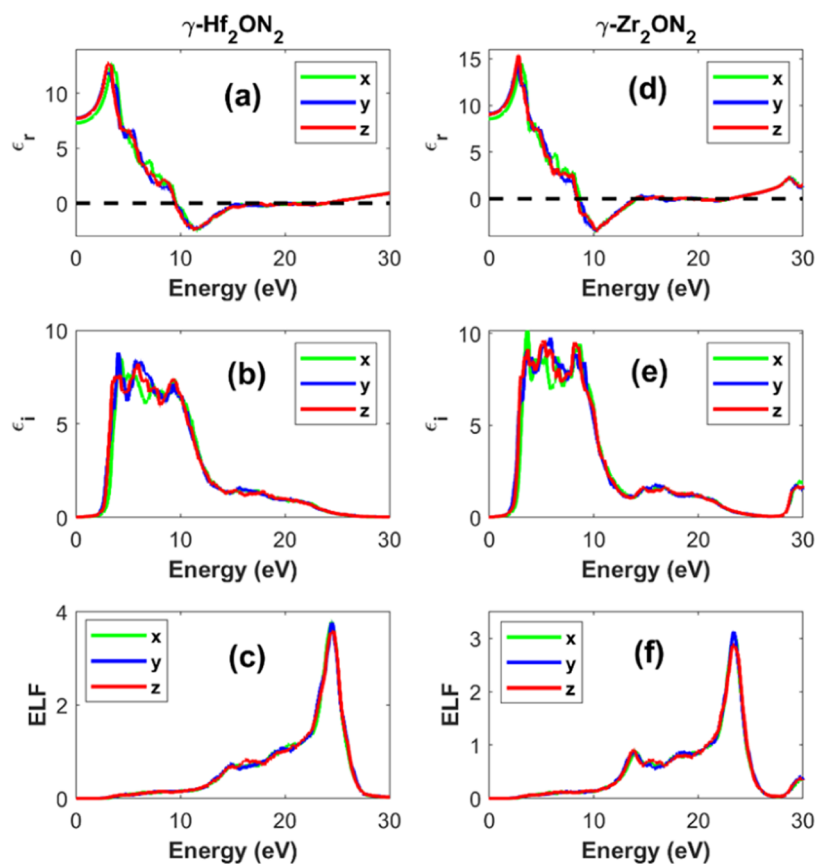 γ-Hf2ON2
γ-Zr2ON2
(a)
x
y
z
10
5
0
εr
0
10
20
30
Energy (eV)
(d)
x
y
z
15
10
5
0
εr
0
10
20
30
Energy (eV)
(b)
x
y
z
10
5
0
εi
0
10
20
30
Energy (eV)
(e)
x
y
z
10
5
0
εi
0
10
20
30
Energy (eV)
(c)
x
y
z
4
2
0
ELF
0
10
20
30
Energy (eV)
(f)
x
y
z
3
2
1
0
ELF
0
10
20
30
Energy (eV)